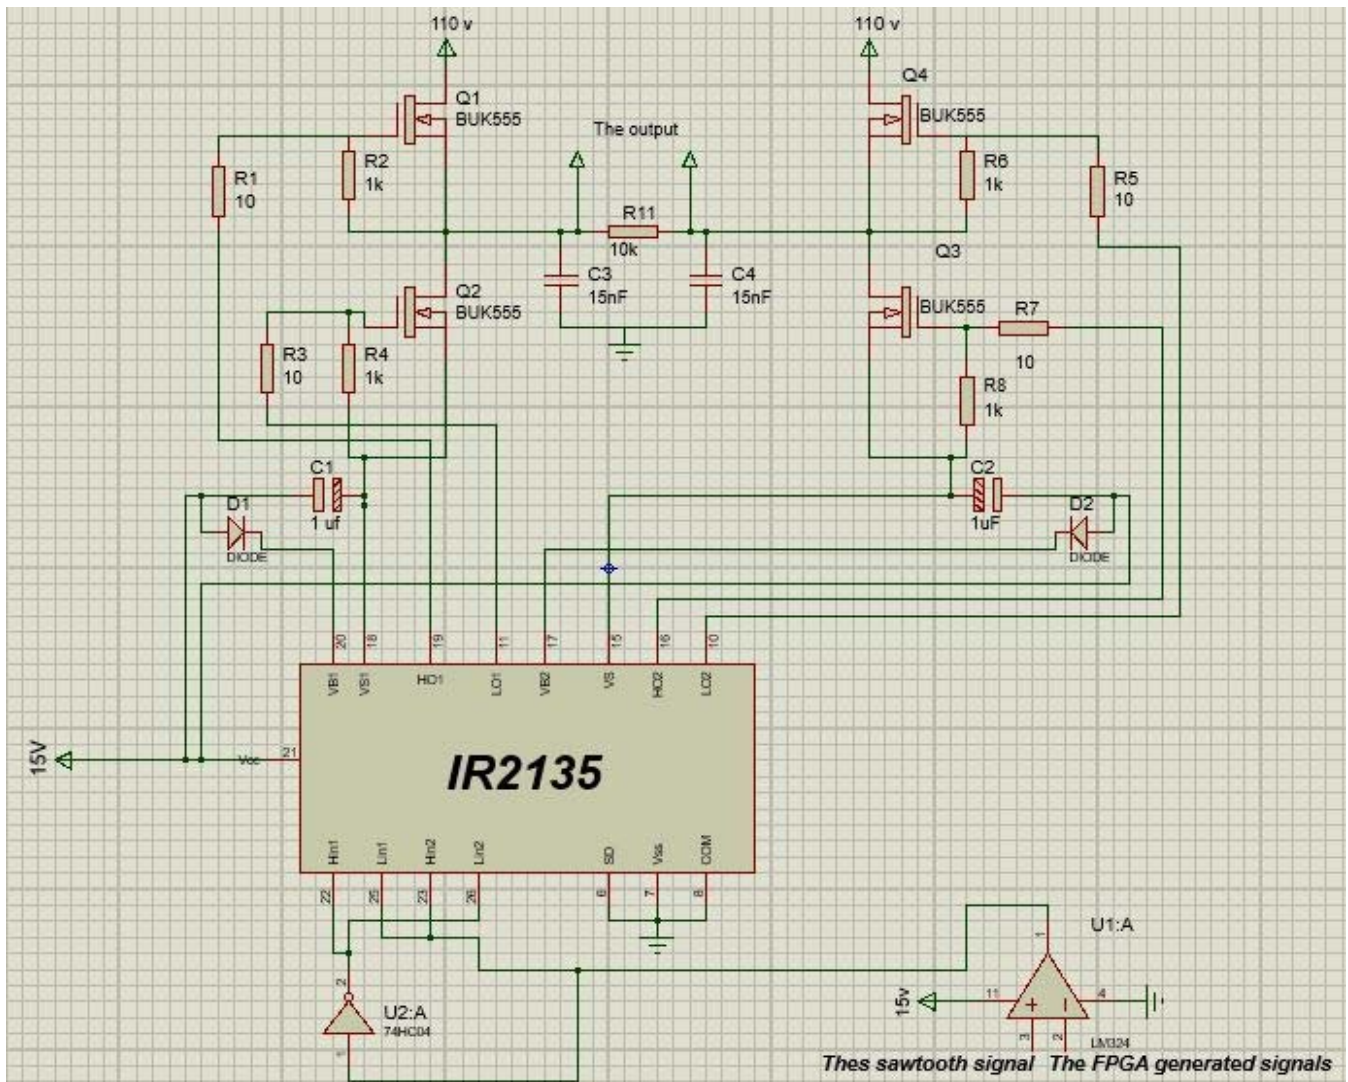 110 v
110 v
Q1
BUK555
Q4
BUK555
The output
R1
10
R2
1k
R6
1k
R5
10
R11
10k
Q3
C3
15nF
C4
15nF
Q2
BUK555
BUK555
R7
10
R3
10
R4
1k
R8
1k
C1
1 uf
C2
1uF
D1
DIODE
D2
DIODE
20
18
19
11
17
15
16
10
VB1
VS1
HO1
LO1
VB2
VS
HO2
LO2
15V
Vcc
21
IR2135
Hin1
Lin1
Hin2
Lin2
SD
Vss
COM
22
25
23
26
6
7
8
2
U2:A
74HC04
1
U1:A
1
15v
11
4
3
2
LM324
Thes sawtooth signal
The FPGA generated signals